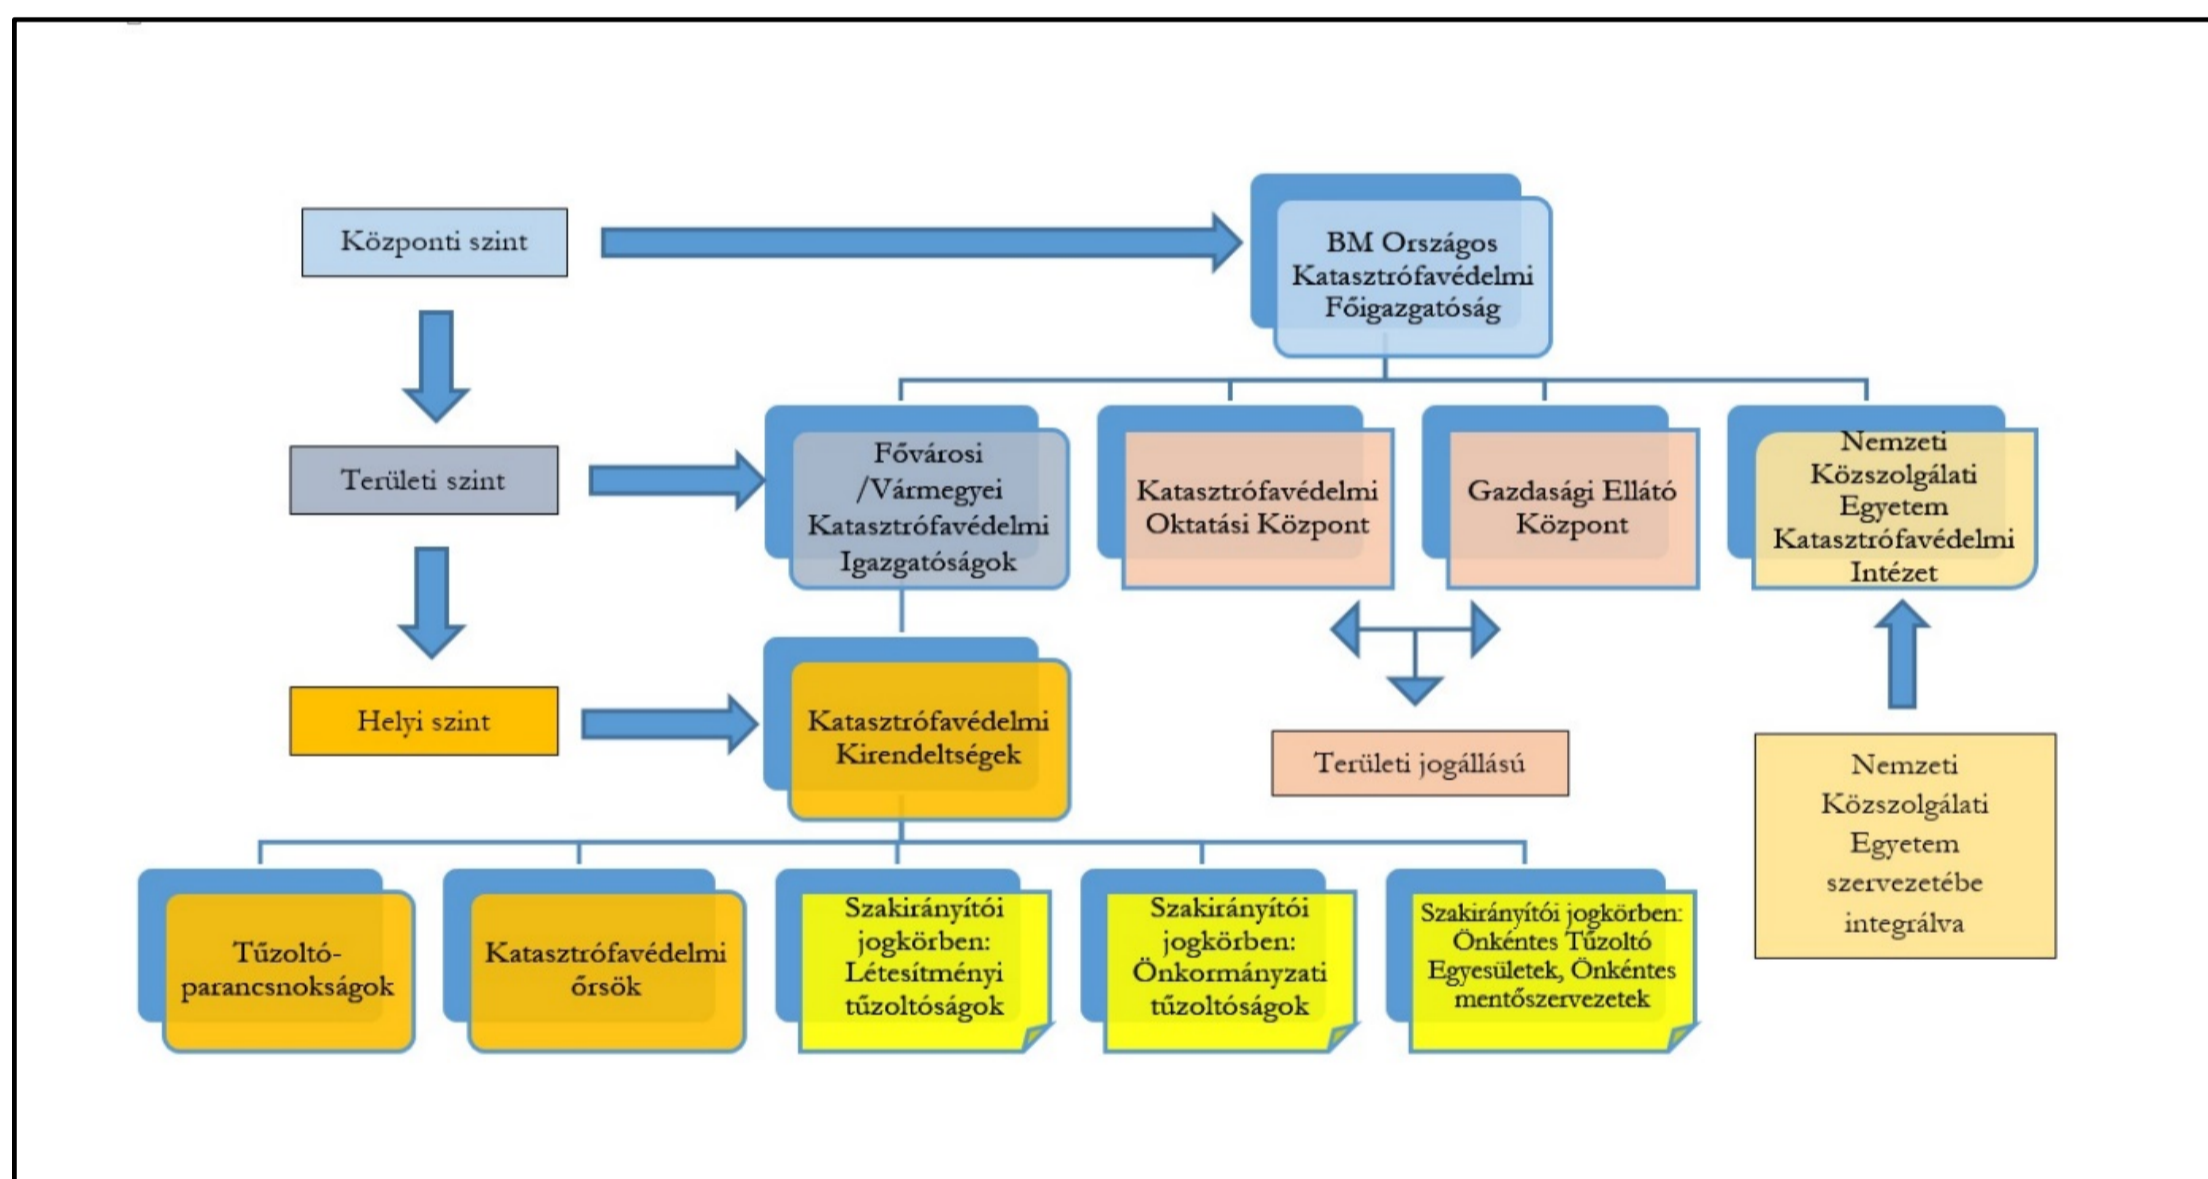 Központi szint
BM Országos
Katasztrófavédelmi
Főigazgatóság
Területi szint
Fővárosi
/Vármegyei
Katasztrófavédelmi
Igazgatóságok
Katasztrófavédelmi
Oktatási Központ
Gazdasági Ellátó
Központ
Nemzeti
Közszolgálati
Egyetem
Katasztrófavédelmi
Intézet
Helyi szint
Katasztrófavédelmi
Kirendeltségek
Területi jogállású
Nemzeti
Közszolgálati
Egyetem
szervezetébe
integrálva
Tűzoltó-
parancsnokságok
Katasztrófavédelmi
őrsök
Szakirányítói
jogkörben:
Létesítményi
tűzoltóságok
Szakirányítói
jogkörben:
Önkormányzati
tűzoltóságok
Szakirányítói jogkörben:
Önkéntes Tűzoltó
Egyesületek, Önkéntes
mentőszervezetek